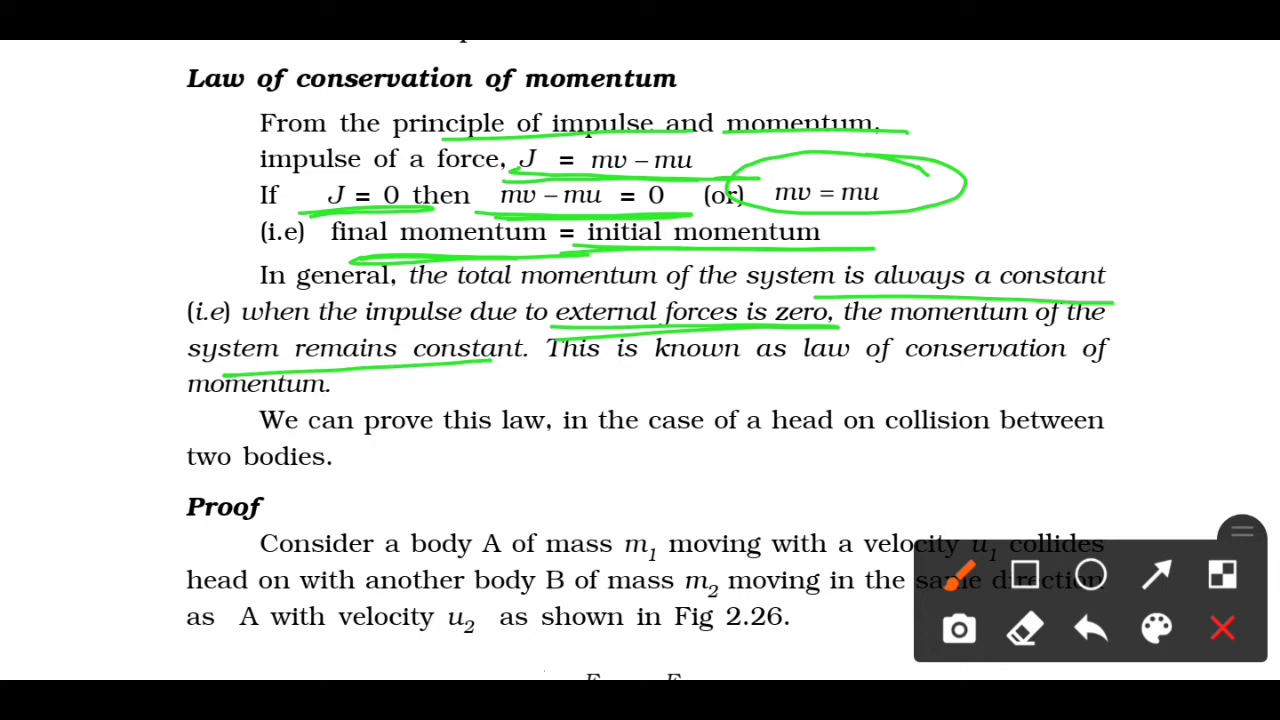 Law of conservation of momentum
From the principle of impulse and momentum,
impulse of a force, J = mv – mu
If J = 0 then mv – mu = 0 (or) mv = mu
(i.e) final momentum = initial momentum
In general, the total momentum of the system is always a constant
(i.e) when the impulse due to external forces is zero, the momentum of the
system remains constant. This is known as law of conservation of
momentum.
We can prove this law, in the case of a head on collision between
two bodies.
Proof
Consider a body A of mass m₁ moving with a velocity u₁ collides
head on with another body B of mass m₂ moving in the same direction
as A with velocity u₂ as shown in Fig 2.26.